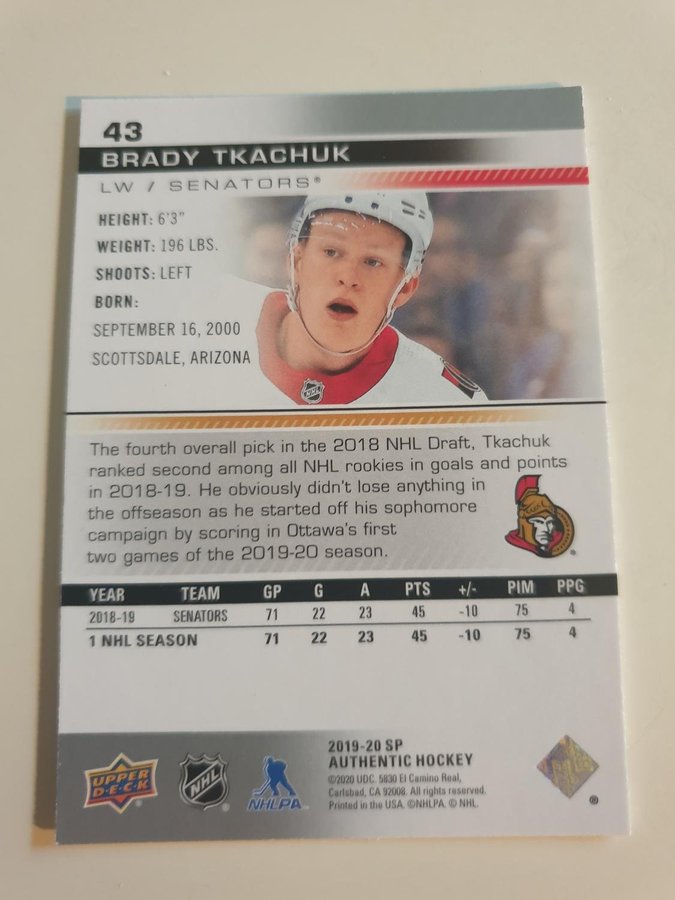 43
BRADY TKACHUK
LW / SENATORS®
HEIGHT: 6'3"
WEIGHT: 196 LBS.
SHOOTS: LEFT
BORN:
SEPTEMBER 16, 2000
SCOTTSDALE, ARIZONA
NHL
The fourth overall pick in the 2018 NHL Draft, Tkachuk
ranked second among all NHL rookies in goals and points
in 2018-19. He obviously didn't lose anything in
the offseason as he started off his sophomore
campaign by scoring in Ottawa's first
two games of the 2019-20 season.
®
YEAR TEAM GP G A PTS +/- PIM PPG
2018-19 SENATORS 71 22 23 45 -10 75 4
1 NHL SEASON 71 22 23 45 -10 75 4
UPPER DECK
NHL ®
NHLPA
2019-20 SP
AUTHENTIC HOCKEY
©2020 UDC. 5830 El Camino Real,
Carlsbad, CA 92008. All rights reserved.
Printed in the USA. ©NHLPA. © NHL.
®